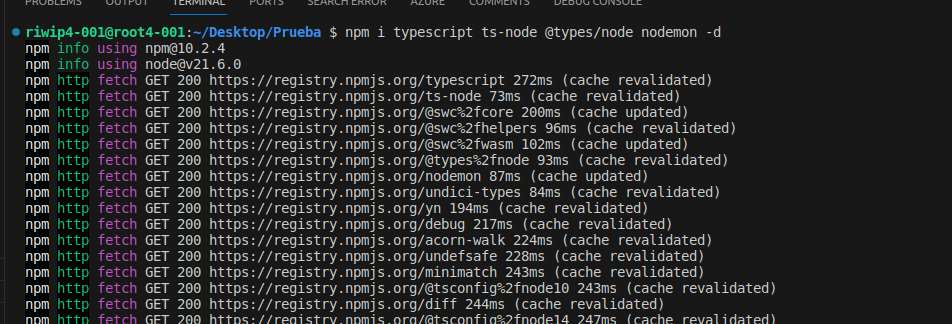 PROBLEMS OUTPUT TERMINAL PORTS SEARCH ERROR AZURE COMMENTS DEBUG CONSOLE
riwip4-001@root4-001:~/Desktop/Prueba $ npm i typescript ts-node @types/node nodemon -d
npm info using npm@10.2.4
npm info using node@v21.6.0
npm http fetch GET 200 https://registry.npmjs.org/typescript 272ms (cache revalidated)
npm http fetch GET 200 https://registry.npmjs.org/ts-node 73ms (cache revalidated)
npm http fetch GET 200 https://registry.npmjs.org/@swc%2fcore 200ms (cache updated)
npm http fetch GET 200 https://registry.npmjs.org/@swc%2fhelpers 96ms (cache revalidated)
npm http fetch GET 200 https://registry.npmjs.org/@swc%2fwasm 102ms (cache updated)
npm http fetch GET 200 https://registry.npmjs.org/@types%2fnode 93ms (cache revalidated)
npm http fetch GET 200 https://registry.npmjs.org/nodemon 87ms (cache updated)
npm http fetch GET 200 https://registry.npmjs.org/undici-types 84ms (cache revalidated)
npm http fetch GET 200 https://registry.npmjs.org/yn 194ms (cache revalidated)
npm http fetch GET 200 https://registry.npmjs.org/debug 217ms (cache revalidated)
npm http fetch GET 200 https://registry.npmjs.org/acorn-walk 224ms (cache revalidated)
npm http fetch GET 200 https://registry.npmjs.org/undefsafe 228ms (cache revalidated)
npm http fetch GET 200 https://registry.npmjs.org/minimatch 243ms (cache revalidated)
npm http fetch GET 200 https://registry.npmjs.org/@tsconfig%2fnode10 243ms (cache revalidated)
npm http fetch GET 200 https://registry.npmjs.org/diff 244ms (cache revalidated)
npm http fetch GET 200 https://registry.npmjs.org/@tsconfig%2fnode14 247ms (cache revalidated)